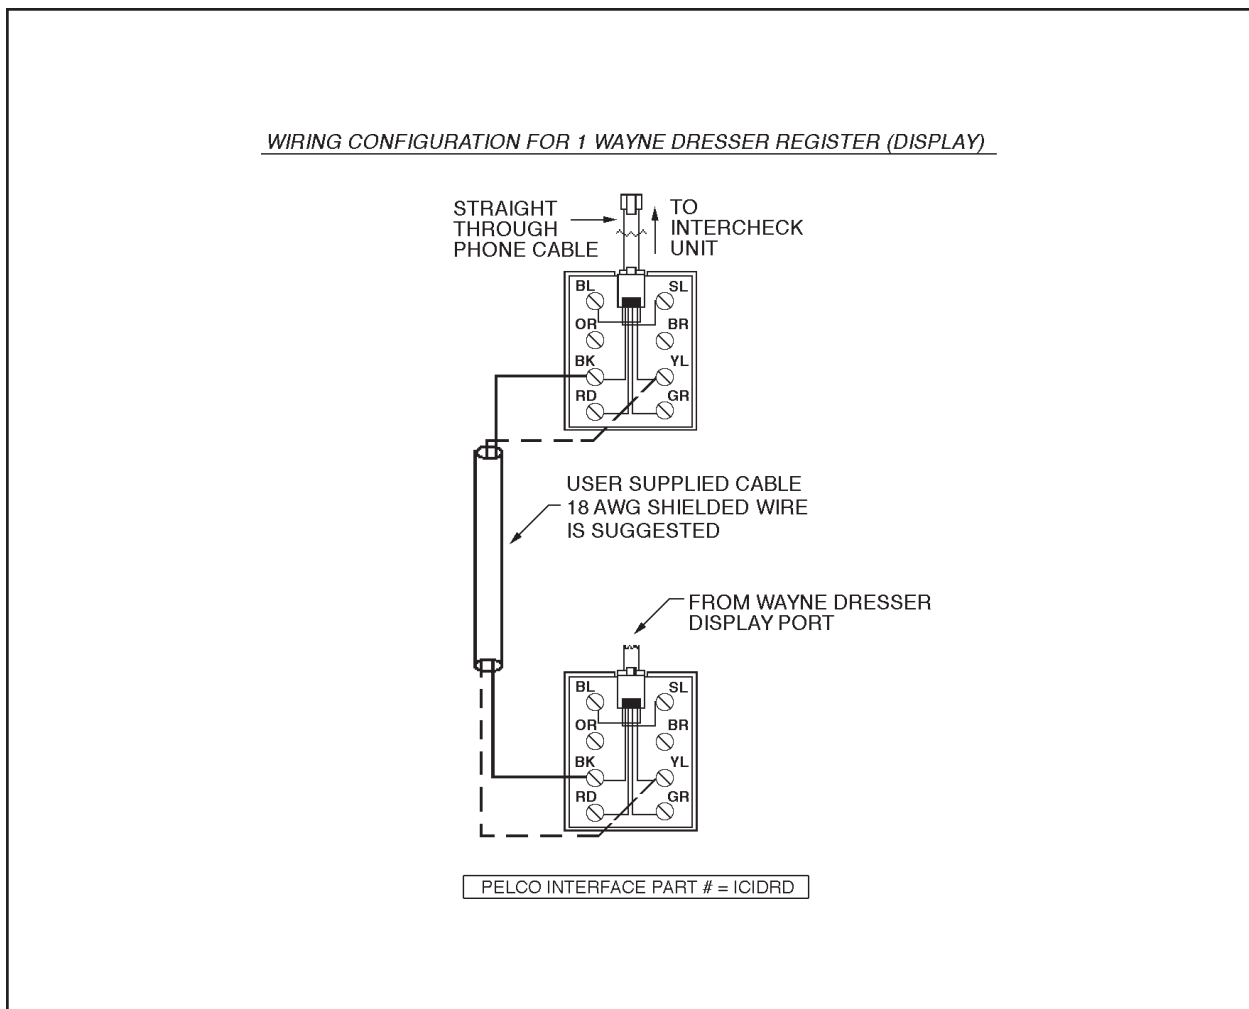 WIRING CONFIGURATION FOR 1 WAYNE DRESSER REGISTER (DISPLAY)
STRAIGHT
THROUGH
PHONE CABLE
TO
INTERCHECK
UNIT
BL
SL
OR
BR
BK
YL
RD
GR
USER SUPPLIED CABLE
18 AWG SHIELDED WIRE
IS SUGGESTED
FROM WAYNE DRESSER
DISPLAY PORT
BL
SL
OR
BR
BK
YL
RD
GR
PELCO INTERFACE PART # = ICIDRD